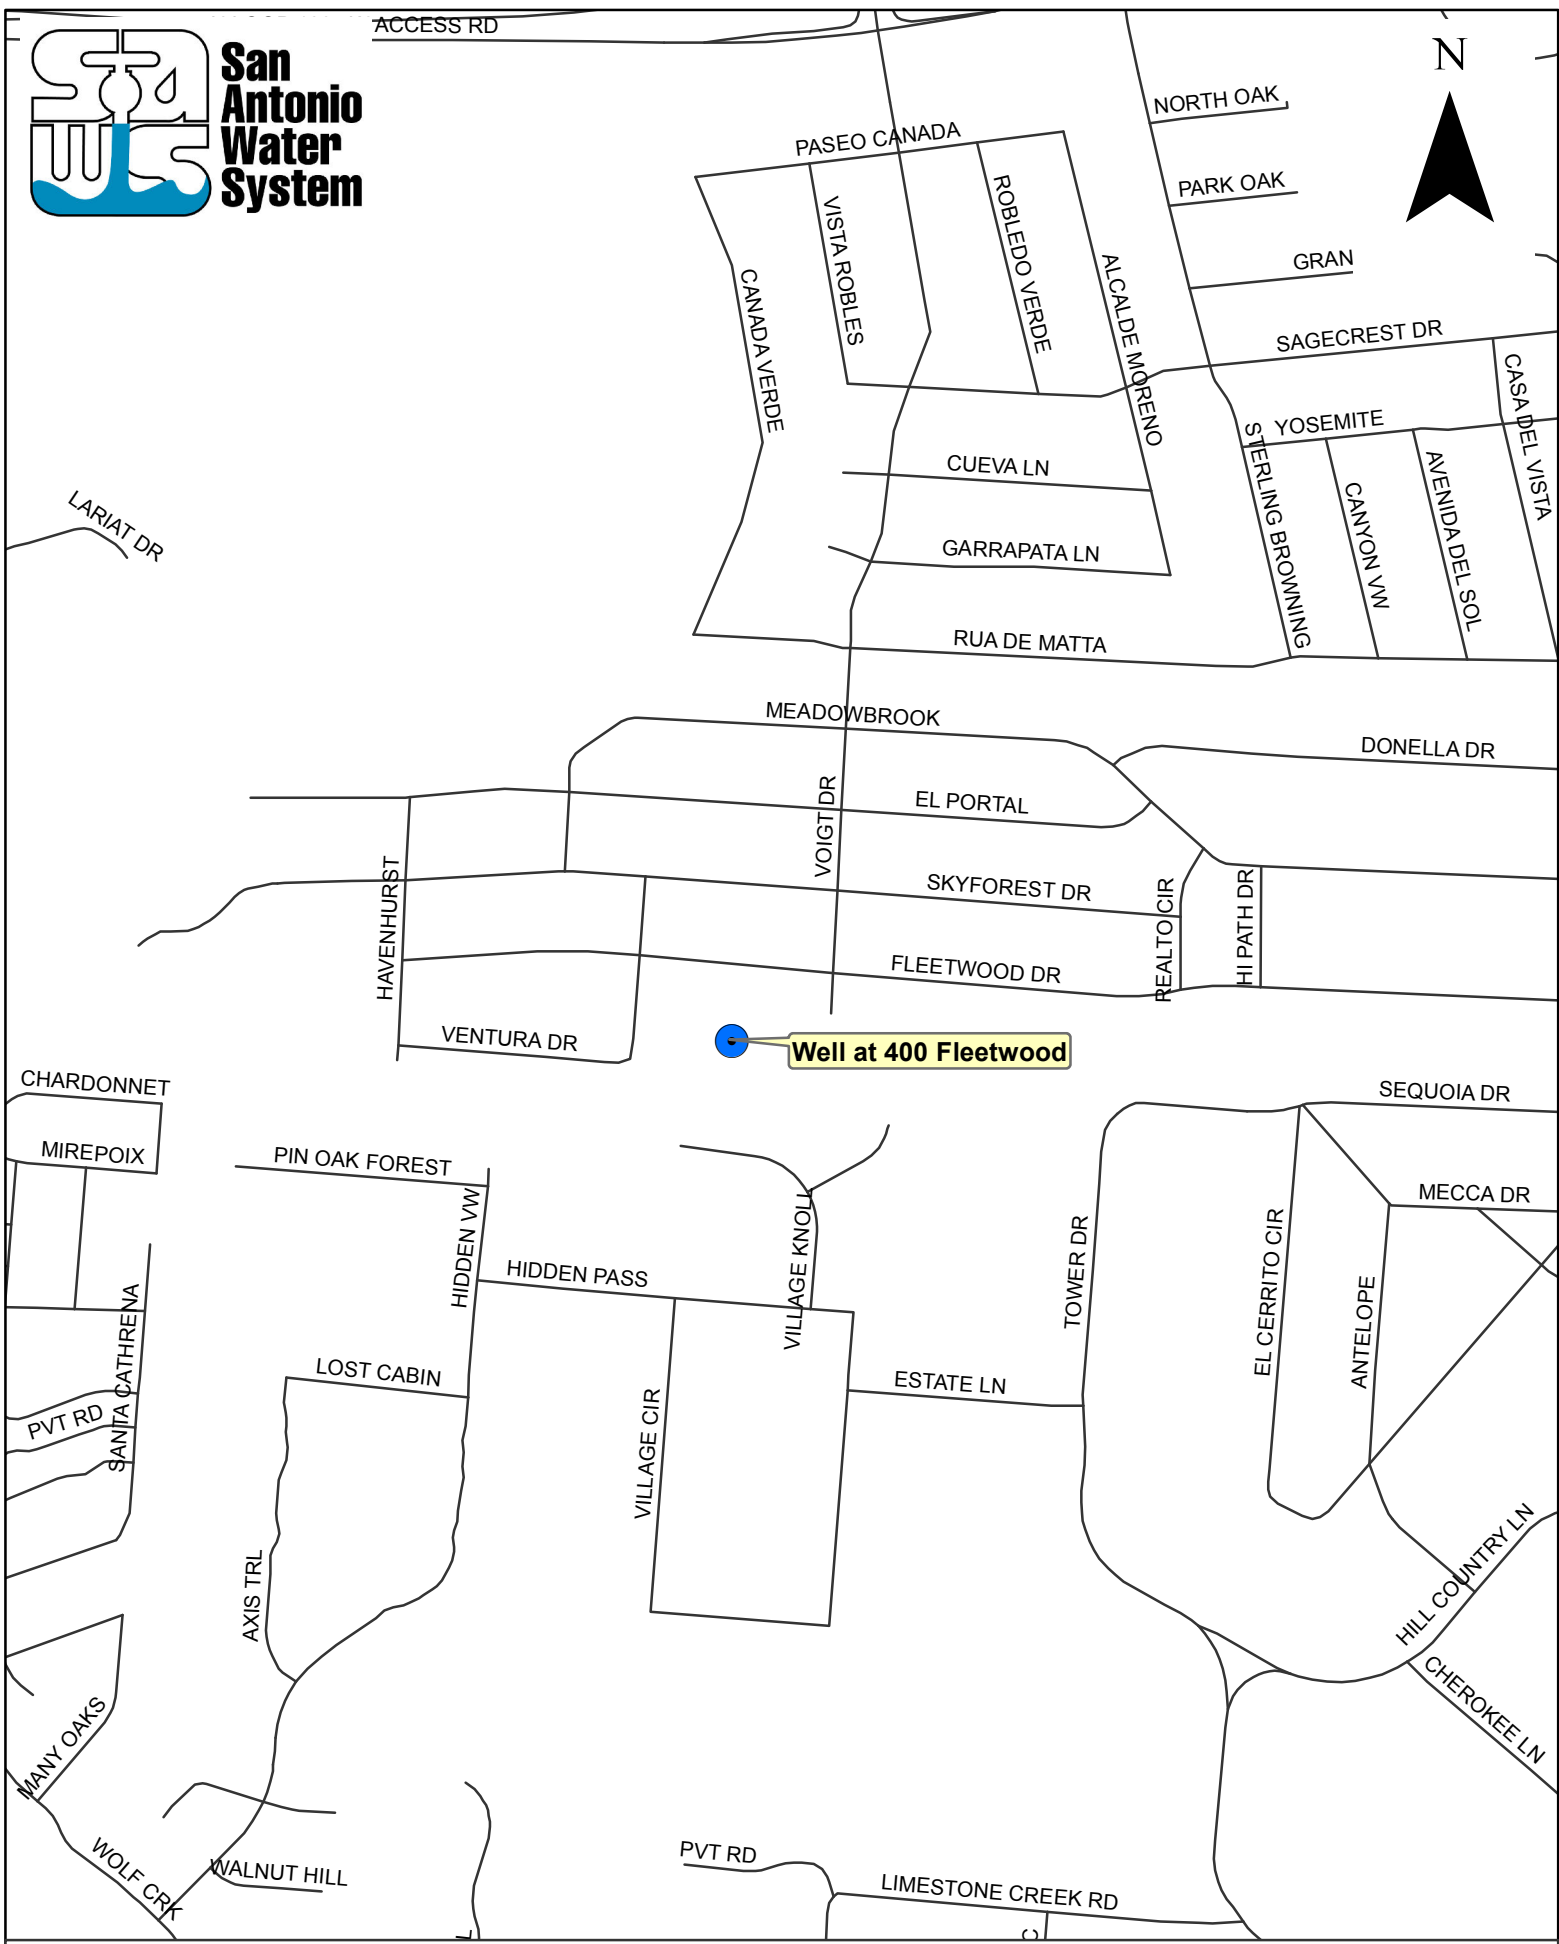 ACCESS RD
San
Antonio
Water
System
N
NORTH OAK
PASEO CANADA
PARK OAK
VISTA ROBLES
ROBLEDO VERDE
GRAN
CANADA VERDE
ALCALDE MORENO
SAGECREST DR
CASA DEL VISTA
YOSEMITE
STERLING BROWNING
CUEVA LN
CANYON VW
AVENIDA DEL SOL
LARIAT DR
GARRAPATA LN
RUA DE MATTA
MEADOWBROOK
DONELLA DR
EL PORTAL
VOIGT DR
HAVENHURST
SKYFOREST DR
REALTO CIR
HI PATH DR
FLEETWOOD DR
VENTURA DR
Well at 400 Fleetwood
CHARDONNET
SEQUOIA DR
MIREPOIX
PIN OAK FOREST
HIDDEN VW
MECCA DR
VILLAGE KNOLL
TOWER DR
EL CERRITO CIR
HIDDEN PASS
ANTELOPE
SANTA CATHRENA
LOST CABIN
ESTATE LN
PVT RD
VILLAGE CIR
AXIS TRL
HILL COUNTRY LN
CHEROKEE LN
MANY OAKS
WOLF CRK
WALNUT HILL
PVT RD
LIMESTONE CREEK RD